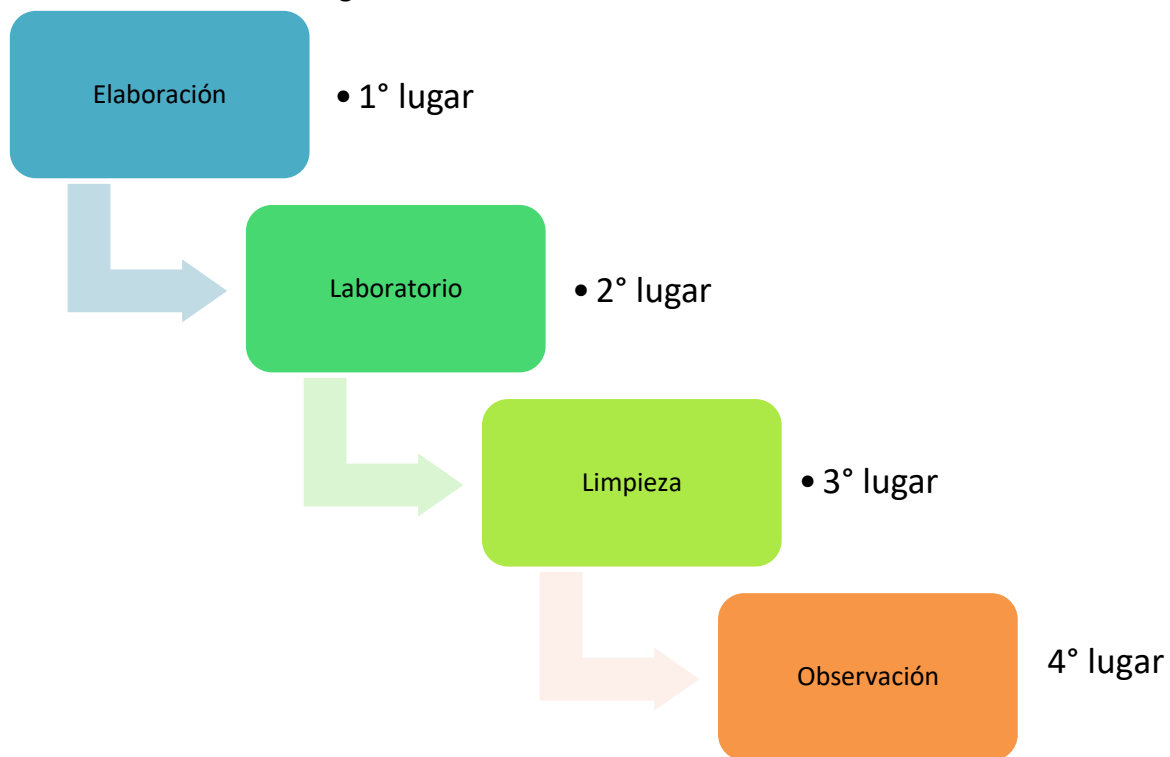 Elaboración
• 1° lugar
Laboratorio
• 2° lugar
Limpieza
• 3° lugar
Observación
4° lugar